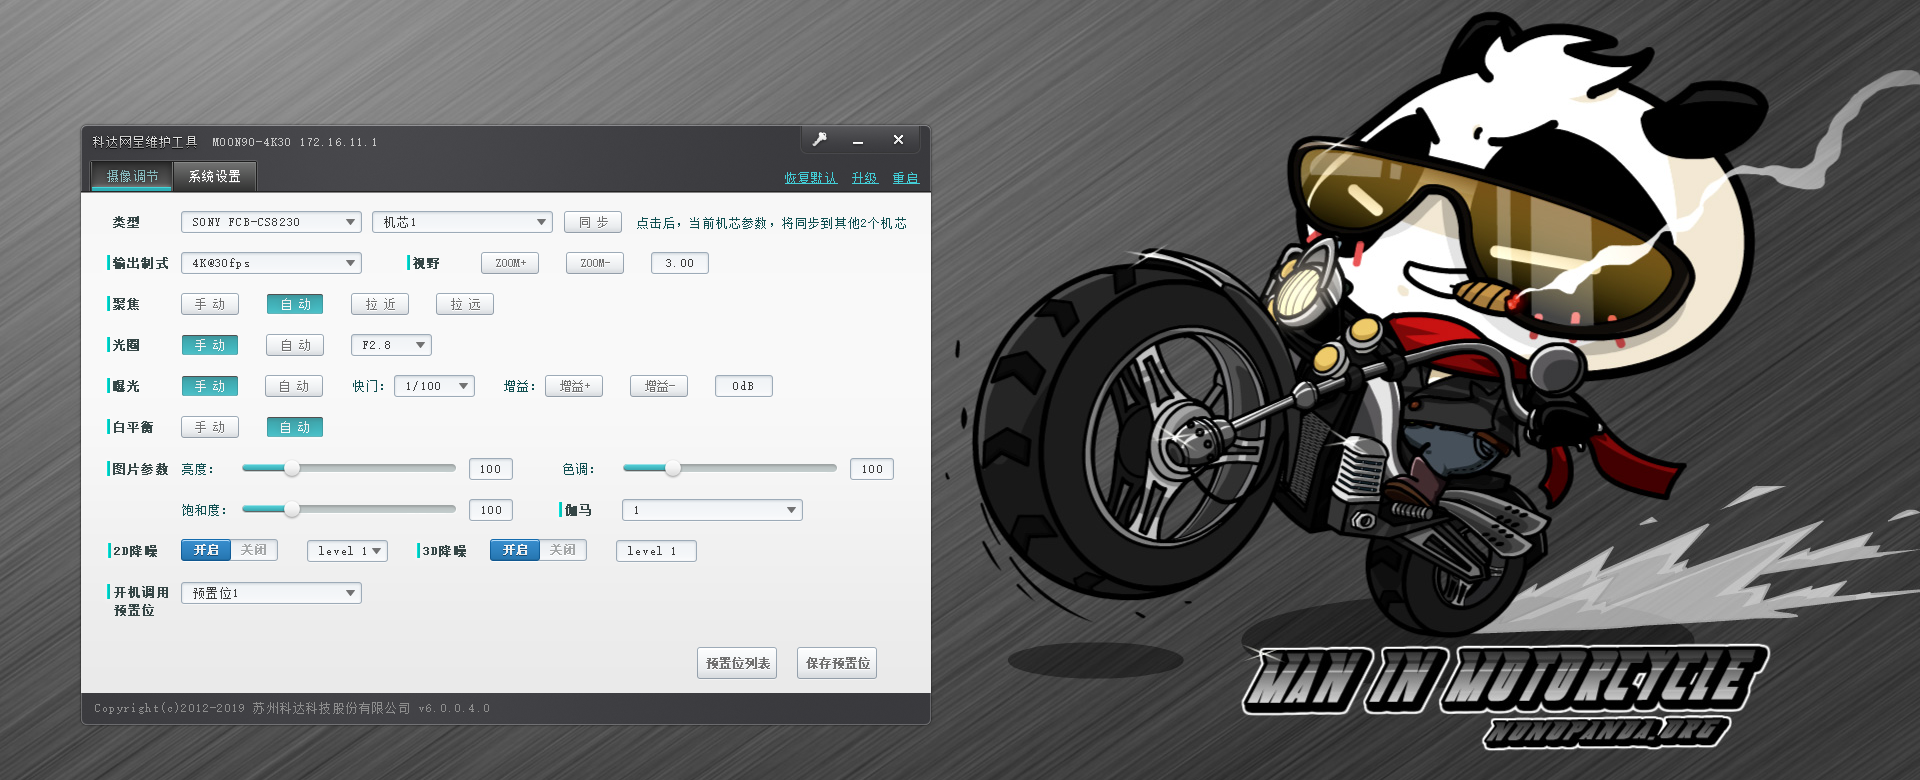 科达网呈维护工具 MOON90-4K30 172.16.11.1
摄像调节 系统设置 恢复默认 升级 重启
类型 SONY FCB-CS8230 机芯1 同 步 点击后，当前机芯参数，将同步到其他2个机芯
输出制式 4K@30fps 视野 ZOOM+ ZOOM- 3.00
聚焦 手 动 自 动 拉 近 拉 远
光圈 手 动 自 动 F2.8
曝光 手 动 自 动 快门： 1/100 增益： 增益+ 增益- 0dB
白平衡 手 动 自 动
图片参数 亮度： 100 色调： 100
饱和度： 100 伽马 1
2D降噪 开启 关闭 level 1 3D降噪 开启 关闭 level 1
开机调用 预置位1
预置位
预置位列表 保存预置位
Copyright(c)2012-2019 苏州科达科技股份有限公司 v6.0.0.4.0
MAN IN MOTORCYCLE
NONOPANDA.ORG